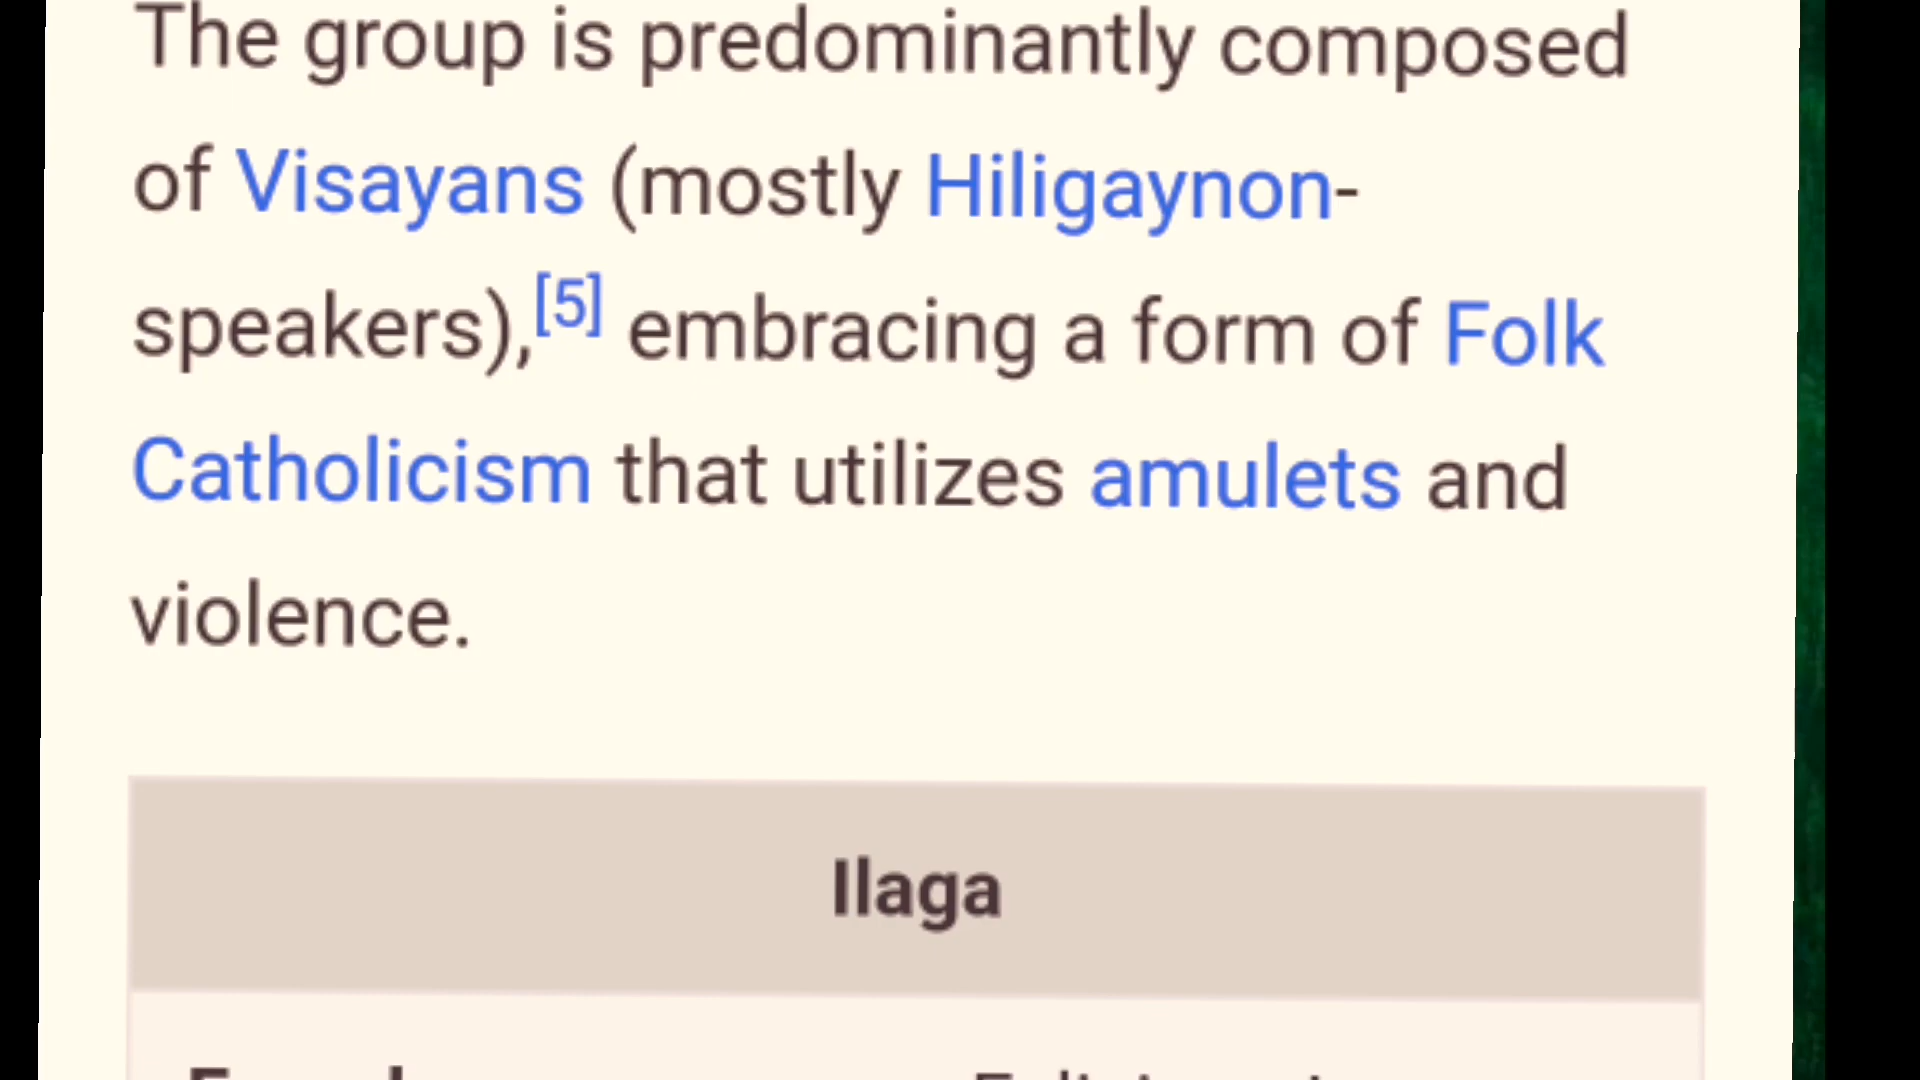 The group is predominantly composed
of Visayans (mostly Hiligaynon-
speakers),[5] embracing a form of Folk
Catholicism that utilizes amulets and
violence.
Ilaga